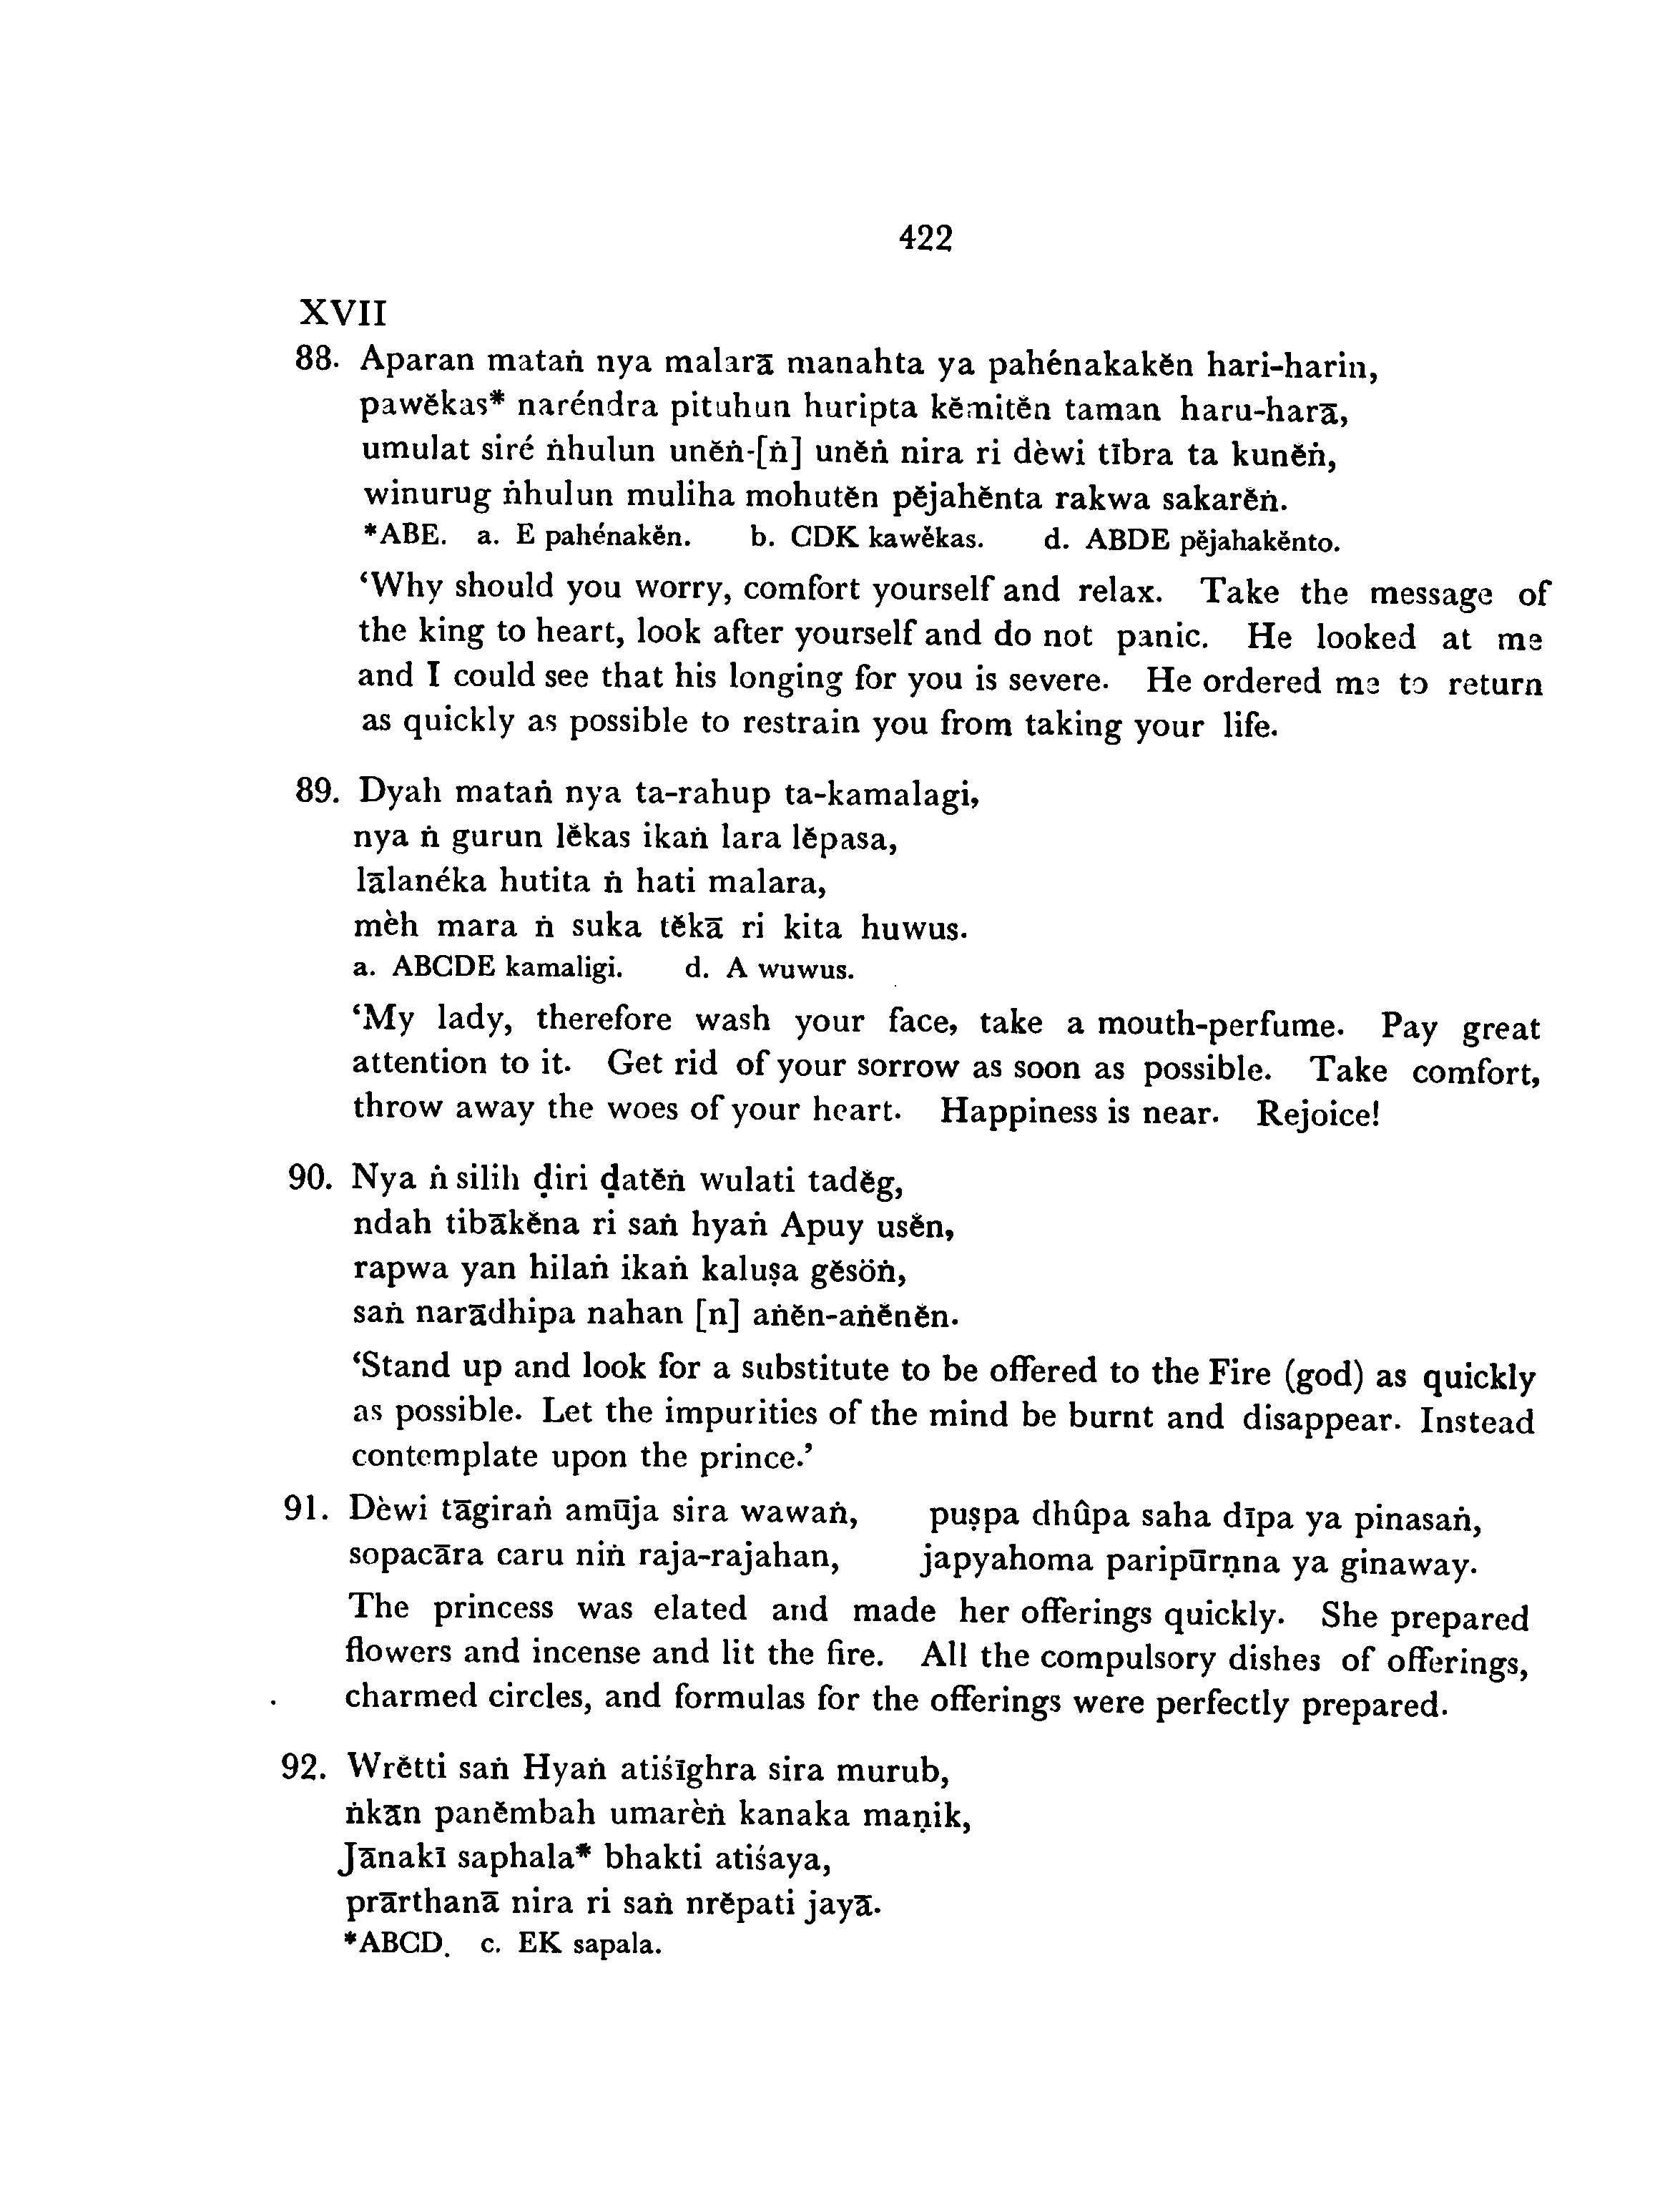 422
XVII
88. Aparan matań nya malarā manahta ya pahénakakĕn hari-harin,
pawĕkas* naréndra pituhun huripta kĕmitĕn taman haru-harā,
umulat siré ṅhulun unĕṅ-[ṅ] unĕṅ nira ri dèwi tībra ta kunĕṅ,
winurug ṅhulun muliha mohutĕn pĕjahĕnta rakwa sakarĕṅ.
*ABE. a. E pahénakĕn. b. CDK kawĕkas. d. ABDE pĕjahakĕnto.
‘Why should you worry, comfort yourself and relax. Take the message of
the king to heart, look after yourself and do not panic. He looked at me
and I could see that his longing for you is severe. He ordered me to return
as quickly as possible to restrain you from taking your life.
89. Dyah mataṅ nya ta-rahup ta-kamalagi,
nya ṅ gurun lĕkas ikaṅ lara lĕpasa,
lālanéka hutita ṅ hati malara,
mèh mara ṅ suka tĕkā ri kita huwus.
a. ABCDE kamaligi. d. A wuwus.
‘My lady, therefore wash your face, take a mouth-perfume. Pay great
attention to it. Get rid of your sorrow as soon as possible. Take comfort,
throw away the woes of your heart. Happiness is near. Rejoice!
90. Nya ṅ silih ḍiri ḍatĕṅ wulati tadĕg,
ndah tibākĕna ri saṅ hyaṅ Apuy usĕn,
rapwa yan hilaṅ ikaṅ kaluṣa gĕsöṅ,
saṅ narādhipa nahan [n] aṅĕn-aṅĕnĕn.
‘Stand up and look for a substitute to be offered to the Fire (god) as quickly
as possible. Let the impurities of the mind be burnt and disappear. Instead
contemplate upon the prince.’
91. Dèwi tāgiraṅ amūja sira wawaṅ, puṣpa dhûpa saha dīpa ya pinasaṅ,
sopacāra caru niṅ raja-rajahan, japyahoma paripūrṇna ya ginaway.
The princess was elated and made her offerings quickly. She prepared
flowers and incense and lit the fire. All the compulsory dishes of offerings,
charmed circles, and formulas for the offerings were perfectly prepared.
92. Wrĕtti saṅ Hyaṅ atiśīghra sira murub,
ṅkān panĕmbah umarèṅ kanaka maṇik,
Jānakī saphala* bhakti atiśaya,
prārthanā nira ri saṅ nrĕpati jayā.
*ABCD. c. EK sapala.